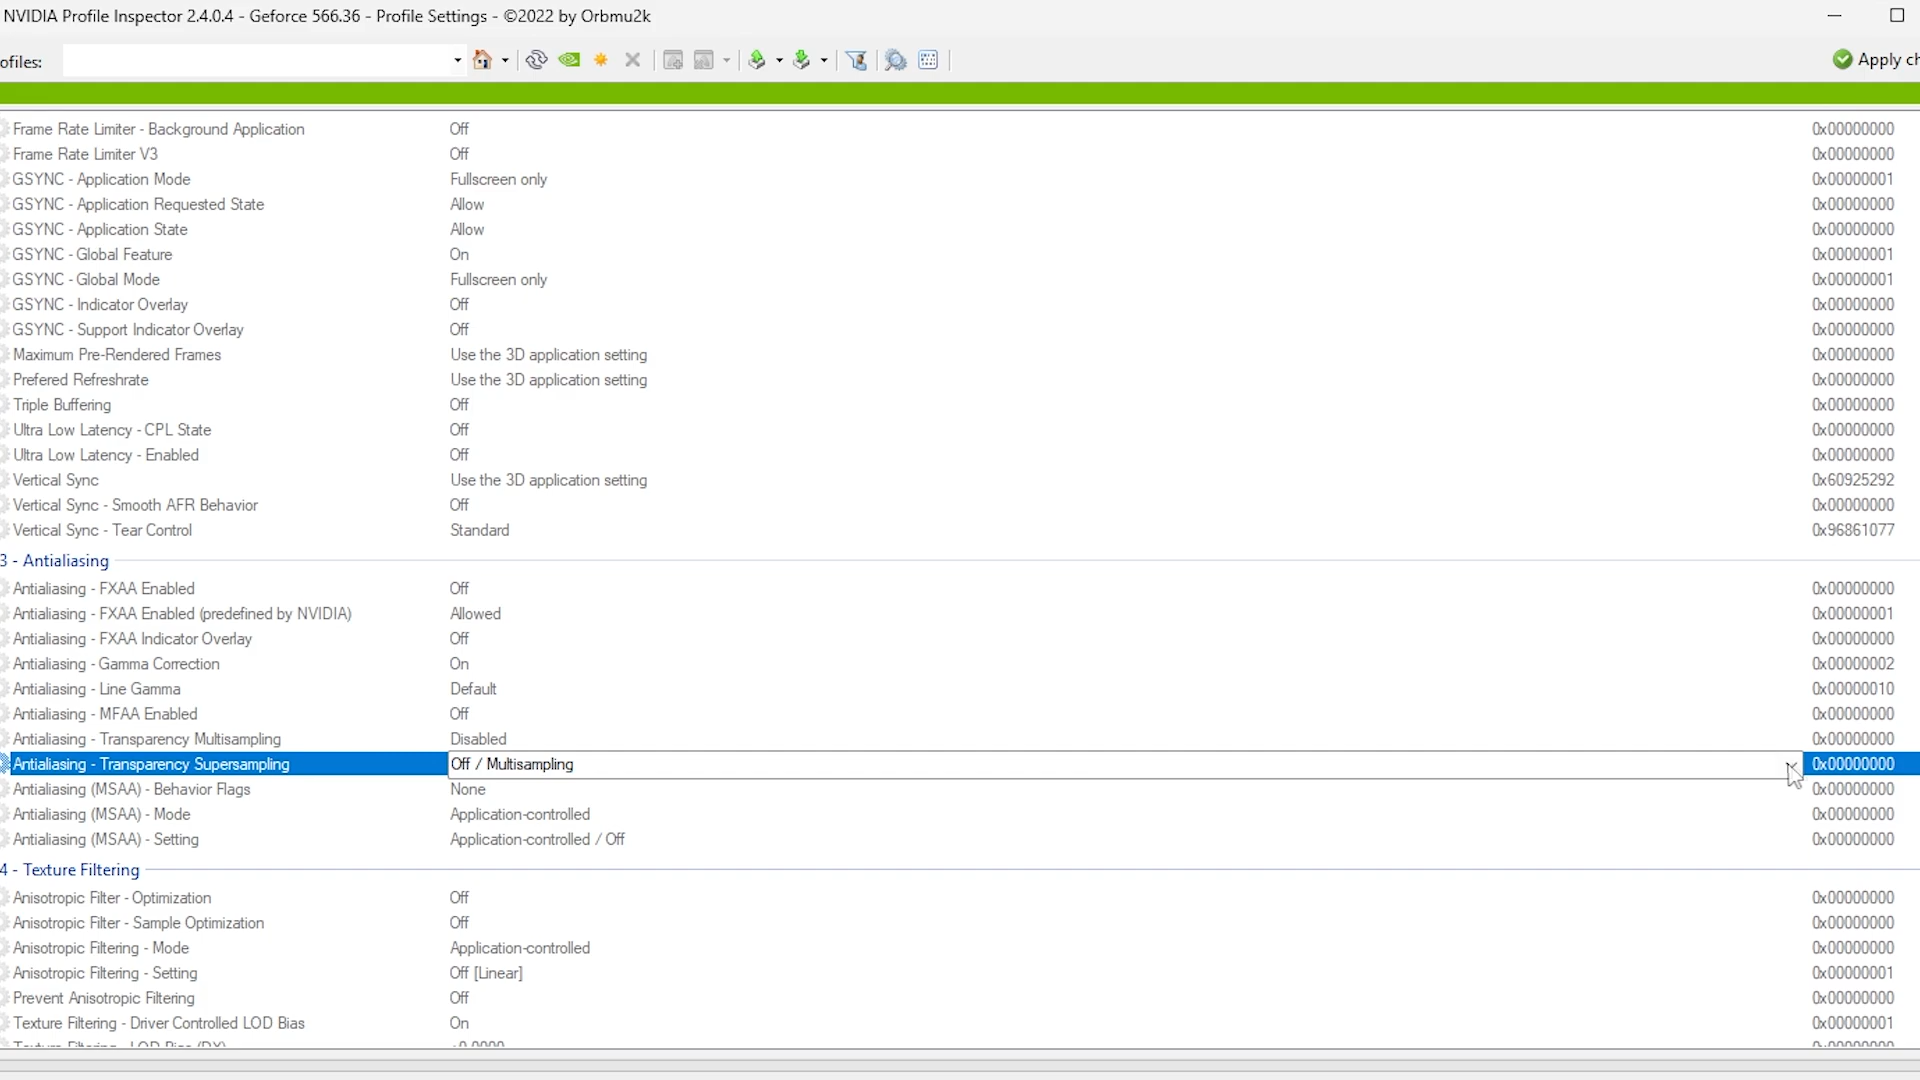 NVIDIA Profile Inspector 2.4.0.4 - Geforce 566.36 - Profile Settings - ©2022 by Orbmu2k
ofiles:
Apply ch
Frame Rate Limiter - Background Application Off 0x00000000
Frame Rate Limiter V3 Off 0x00000000
GSYNC - Application Mode Fullscreen only 0x00000001
GSYNC - Application Requested State Allow 0x00000000
GSYNC - Application State Allow 0x00000000
GSYNC - Global Feature On 0x00000001
GSYNC - Global Mode Fullscreen only 0x00000001
GSYNC - Indicator Overlay Off 0x00000000
GSYNC - Support Indicator Overlay Off 0x00000000
Maximum Pre-Rendered Frames Use the 3D application setting 0x00000000
Prefered Refreshrate Use the 3D application setting 0x00000000
Triple Buffering Off 0x00000000
Ultra Low Latency - CPL State Off 0x00000000
Ultra Low Latency - Enabled Off 0x00000000
Vertical Sync Use the 3D application setting 0x60925292
Vertical Sync - Smooth AFR Behavior Off 0x00000000
Vertical Sync - Tear Control Standard 0x96861077
3 - Antialiasing
Antialiasing - FXAA Enabled Off 0x00000000
Antialiasing - FXAA Enabled (predefined by NVIDIA) Allowed 0x00000001
Antialiasing - FXAA Indicator Overlay Off 0x00000000
Antialiasing - Gamma Correction On 0x00000002
Antialiasing - Line Gamma Default 0x00000010
Antialiasing - MFAA Enabled Off 0x00000000
Antialiasing - Transparency Multisampling Disabled 0x00000000
Antialiasing - Transparency Supersampling Off / Multisampling 0x00000000
Antialiasing (MSAA) - Behavior Flags None 0x00000000
Antialiasing (MSAA) - Mode Application-controlled 0x00000000
Antialiasing (MSAA) - Setting Application-controlled / Off 0x00000000
4 - Texture Filtering
Anisotropic Filter - Optimization Off 0x00000000
Anisotropic Filter - Sample Optimization Off 0x00000000
Anisotropic Filtering - Mode Application-controlled 0x00000000
Anisotropic Filtering - Setting Off [Linear] 0x00000001
Prevent Anisotropic Filtering Off 0x00000000
Texture Filtering - Driver Controlled LOD Bias On 0x00000001
Texture Filtering - LOD Bias (DX) +0.0000 0x00000000